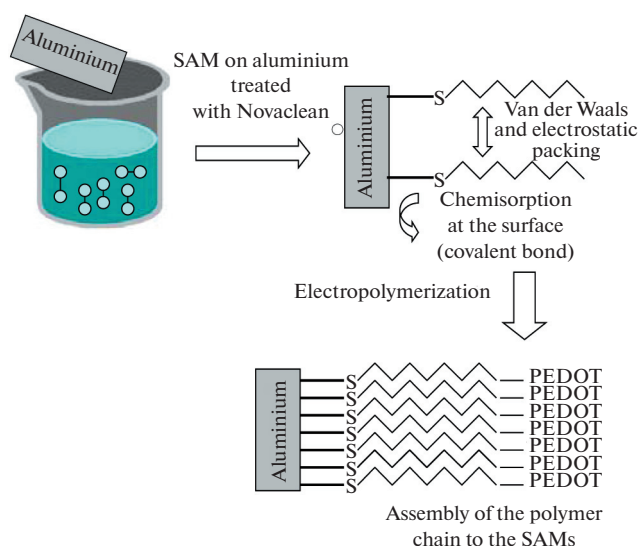 Aluminium
SAM on aluminium
treated
with Novaclean
Aluminium
S
Van der Waals
and electrostatic
packing
S
Chemisorption
at the surface
(covalent bond)
Electropolymerization
Aluminium
S PEDOT
S PEDOT
S PEDOT
S PEDOT
S PEDOT
S PEDOT
S PEDOT
Assembly of the polymer
chain to the SAMs